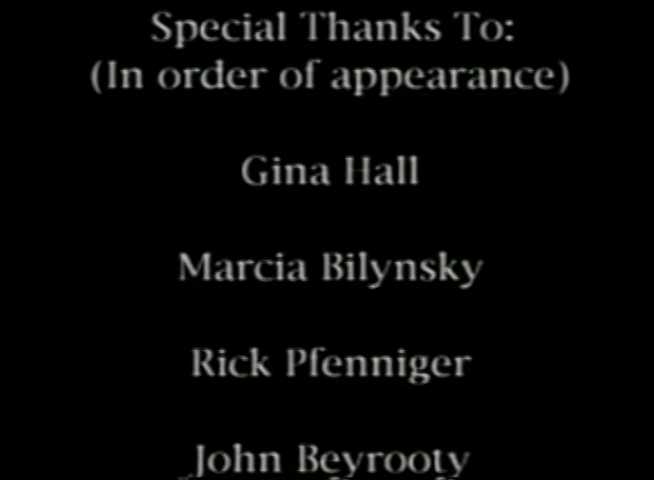 Special Thanks To:
(In order of appearance)
Gina Hall
Marcia Bilynsky
Rick Pfenniger
John Beyrooty